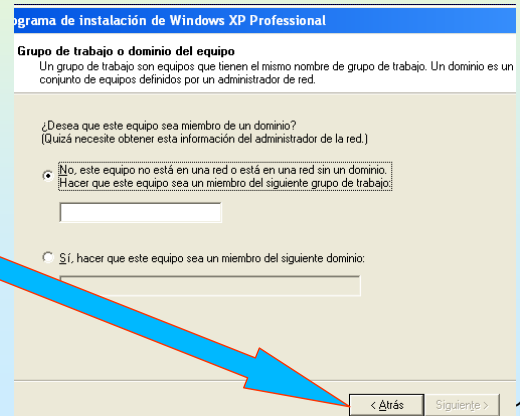 ograma de instalación de Windows XP Professional
Grupo de trabajo o dominio del equipo
Un grupo de trabajo son equipos que tienen el mismo nombre de grupo de trabajo. Un dominio es un
conjunto de equipos definidos por un administrador de red.
¿Desea que este equipo sea miembro de un dominio?
(Quizá necesite obtener esta información del administrador de la red.)
No, este equipo no está en una red o está en una red sin un dominio.
Hacer que este equipo sea un miembro del siguiente grupo de trabajo:
Sí, hacer que este equipo sea un miembro del siguiente dominio:
< Atrás Siguiente >